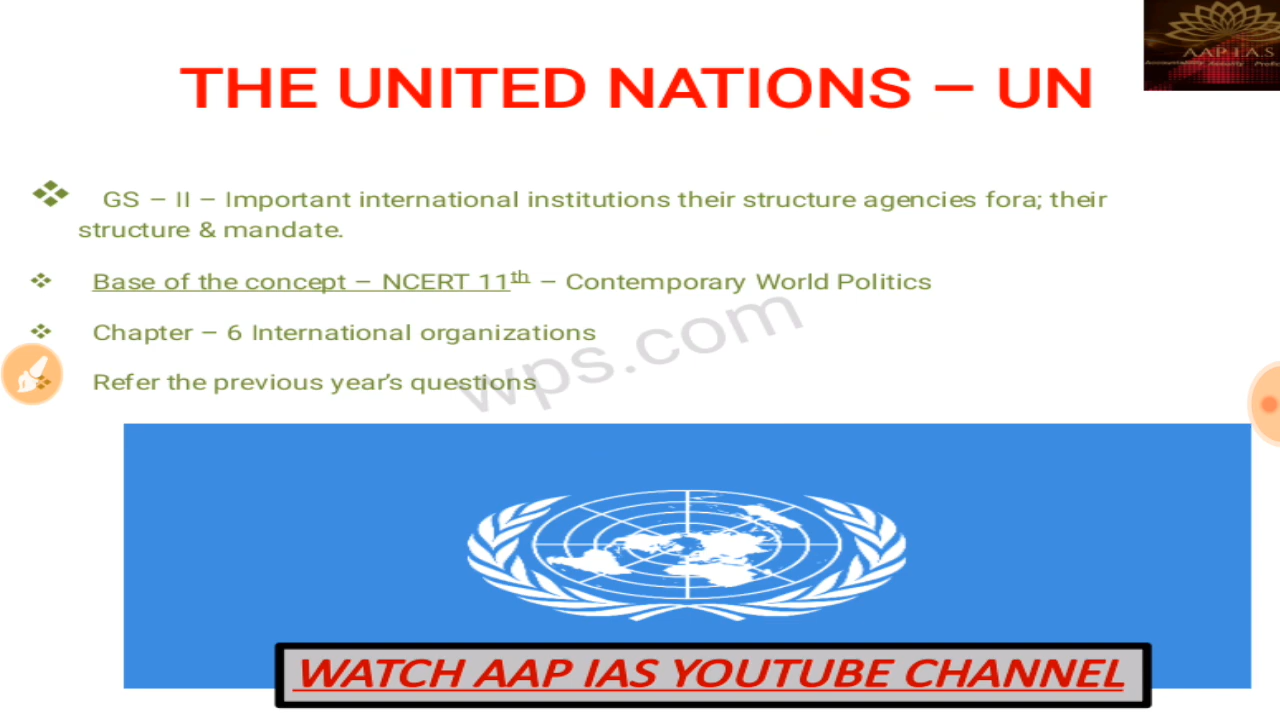 AAP I.A.S
THE UNITED NATIONS – UN
GS – II – Important international institutions their structure agencies fora; their
structure & mandate.
Base of the concept – NCERT 11th – Contemporary World Politics
Chapter – 6 International organizations
Refer the previous year's questions
wps.com
WATCH AAP IAS YOUTUBE CHANNEL